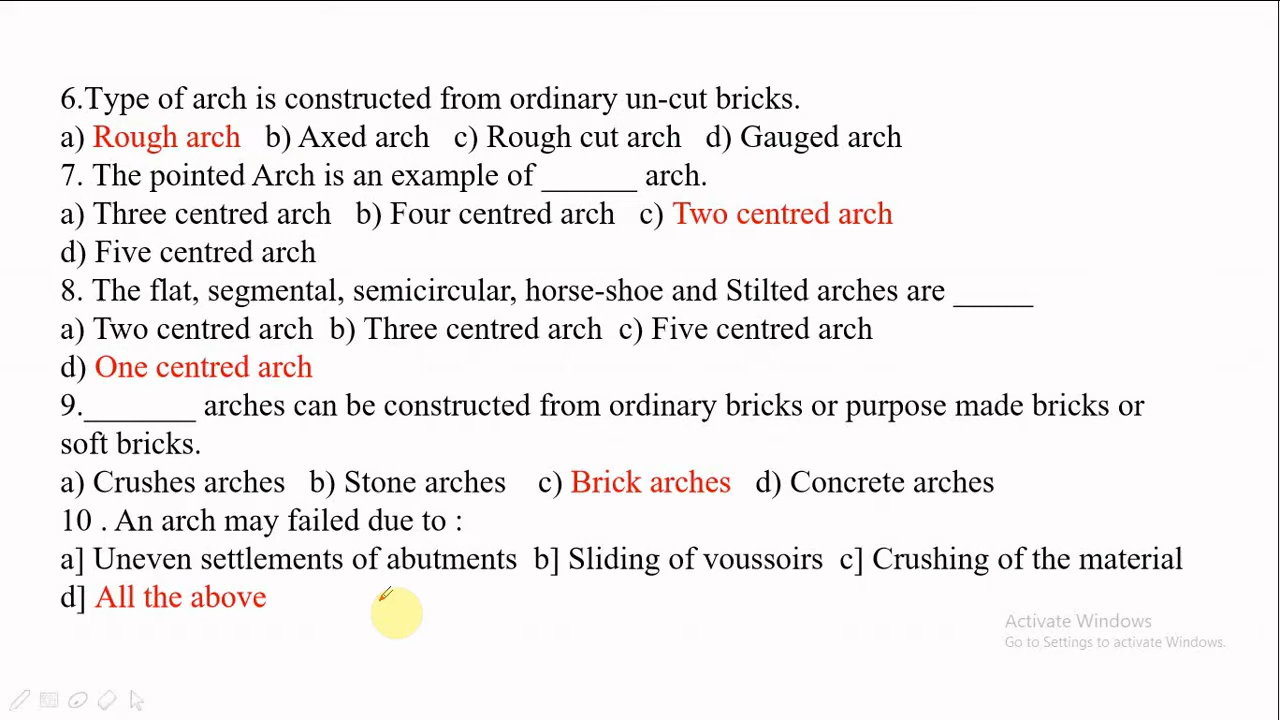 6.Type of arch is constructed from ordinary un-cut bricks.
a) Rough arch b) Axed arch c) Rough cut arch d) Gauged arch
7. The pointed Arch is an example of ______ arch.
a) Three centred arch b) Four centred arch c) Two centred arch
d) Five centred arch
8. The flat, segmental, semicircular, horse-shoe and Stilted arches are _____
a) Two centred arch b) Three centred arch c) Five centred arch
d) One centred arch
9._______ arches can be constructed from ordinary bricks or purpose made bricks or
soft bricks.
a) Crushes arches b) Stone arches c) Brick arches d) Concrete arches
10 . An arch may failed due to :
a] Uneven settlements of abutments b] Sliding of voussoirs c] Crushing of the material
d] All the above
Activate Windows
Go to Settings to activate Windows.